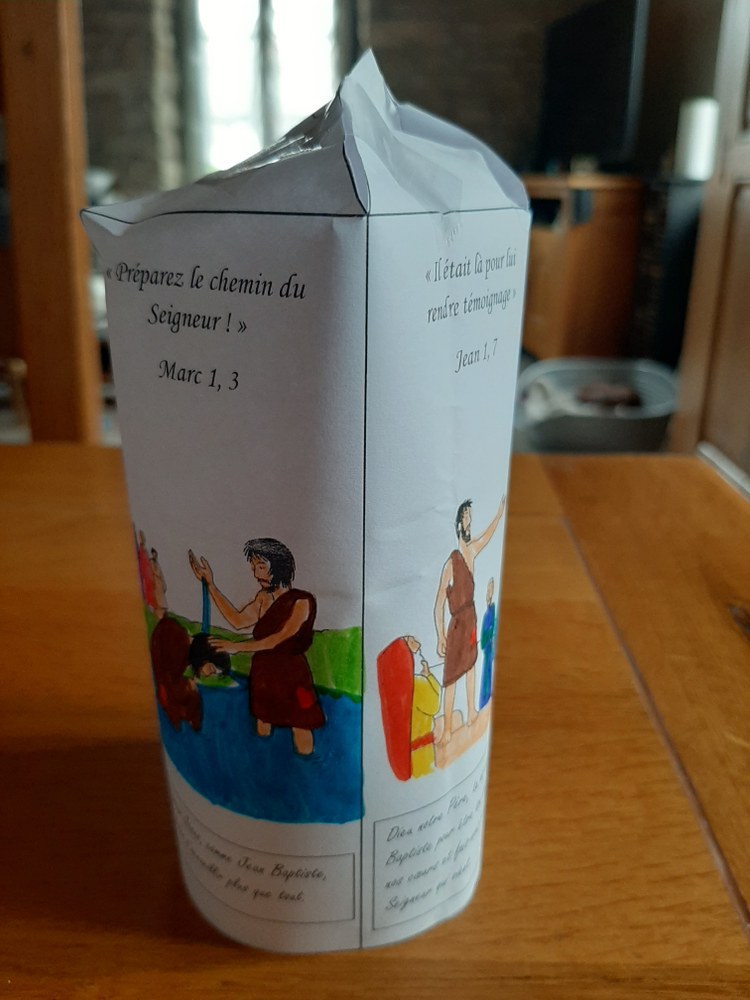 « Préparez le chemin du
Seigneur ! »
Marc 1, 3
« Il était là pour lui
rendre témoignage »
Jean 1, 7
comme Jean Baptiste,
plus que tout.
Dieu notre Père,
Baptiste pour
nos cœurs et
Seigneur